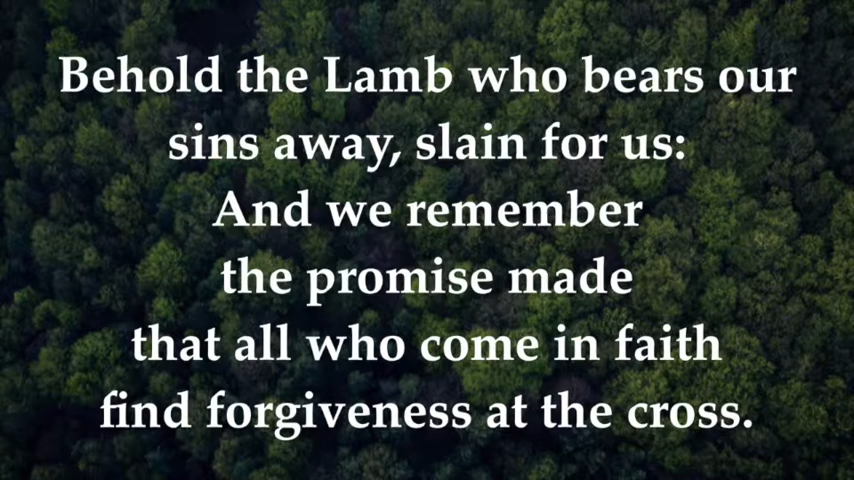 Behold the Lamb who bears our
sins away, slain for us:
And we remember
the promise made
that all who come in faith
find forgiveness at the cross.